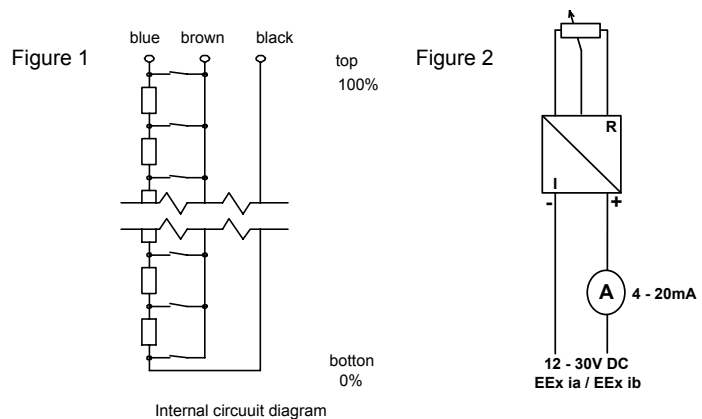 Figure 1
blue brown black
top
100%
botton
0%
Internal circuuit diagram
Figure 2
R
I
- +
A 4 - 20mA
12 - 30V DC
EEx ia / EEx ib